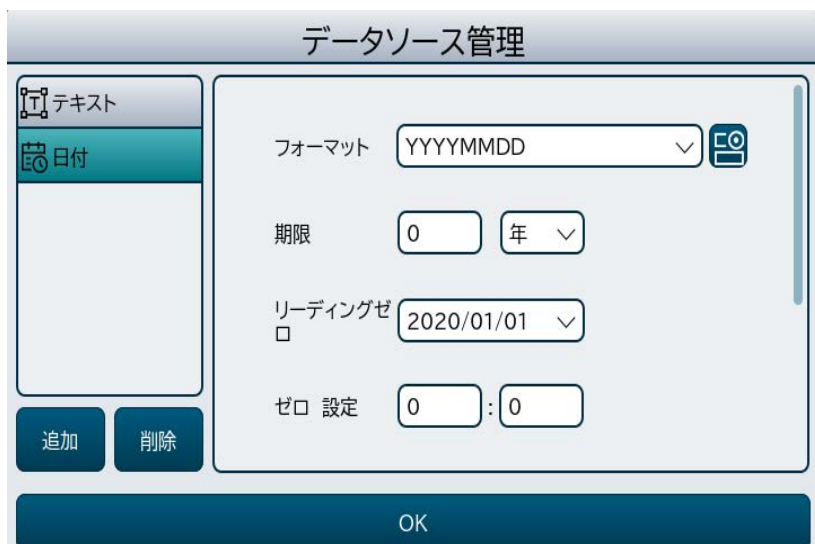 データソース管理
テキスト
日付
フォーマット YYYYMMDD
期限 0 年
リーディングゼ
ロ 2020/01/01
ゼロ 設定 0 : 0
追加 削除
OK